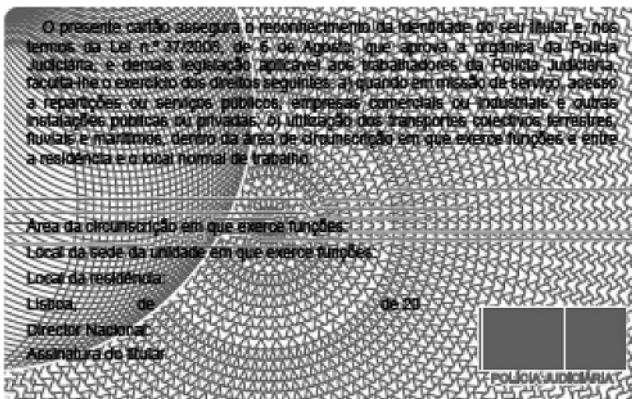 O presente cartão assegura o reconhecimento da identidade do seu titular e, nos
termos da Lei n.º 37/2008, de 6 de Agosto, que aprova a orgânica da Polícia
Judiciária, e demais legislação aplicável aos trabalhadores da Polícia Judiciária,
faculta-lhe o exercício dos direitos seguintes: a) quando em missão de serviço, acesso
a repartições ou serviços públicos, empresas comerciais ou industriais e outras
instalações públicas ou privadas; b) utilização dos transportes colectivos terrestres,
fluviais e marítimos, dentro da área de circunscrição em que exerce funções e entre
a residência e o local normal de trabalho.
Área da circunscrição em que exerce funções:
Local da sede da unidade em que exerce funções:
Local da residência:
Lisboa, de de 20
Director Nacional:
Assinatura do titular
POLÍCIA JUDICIÁRIA